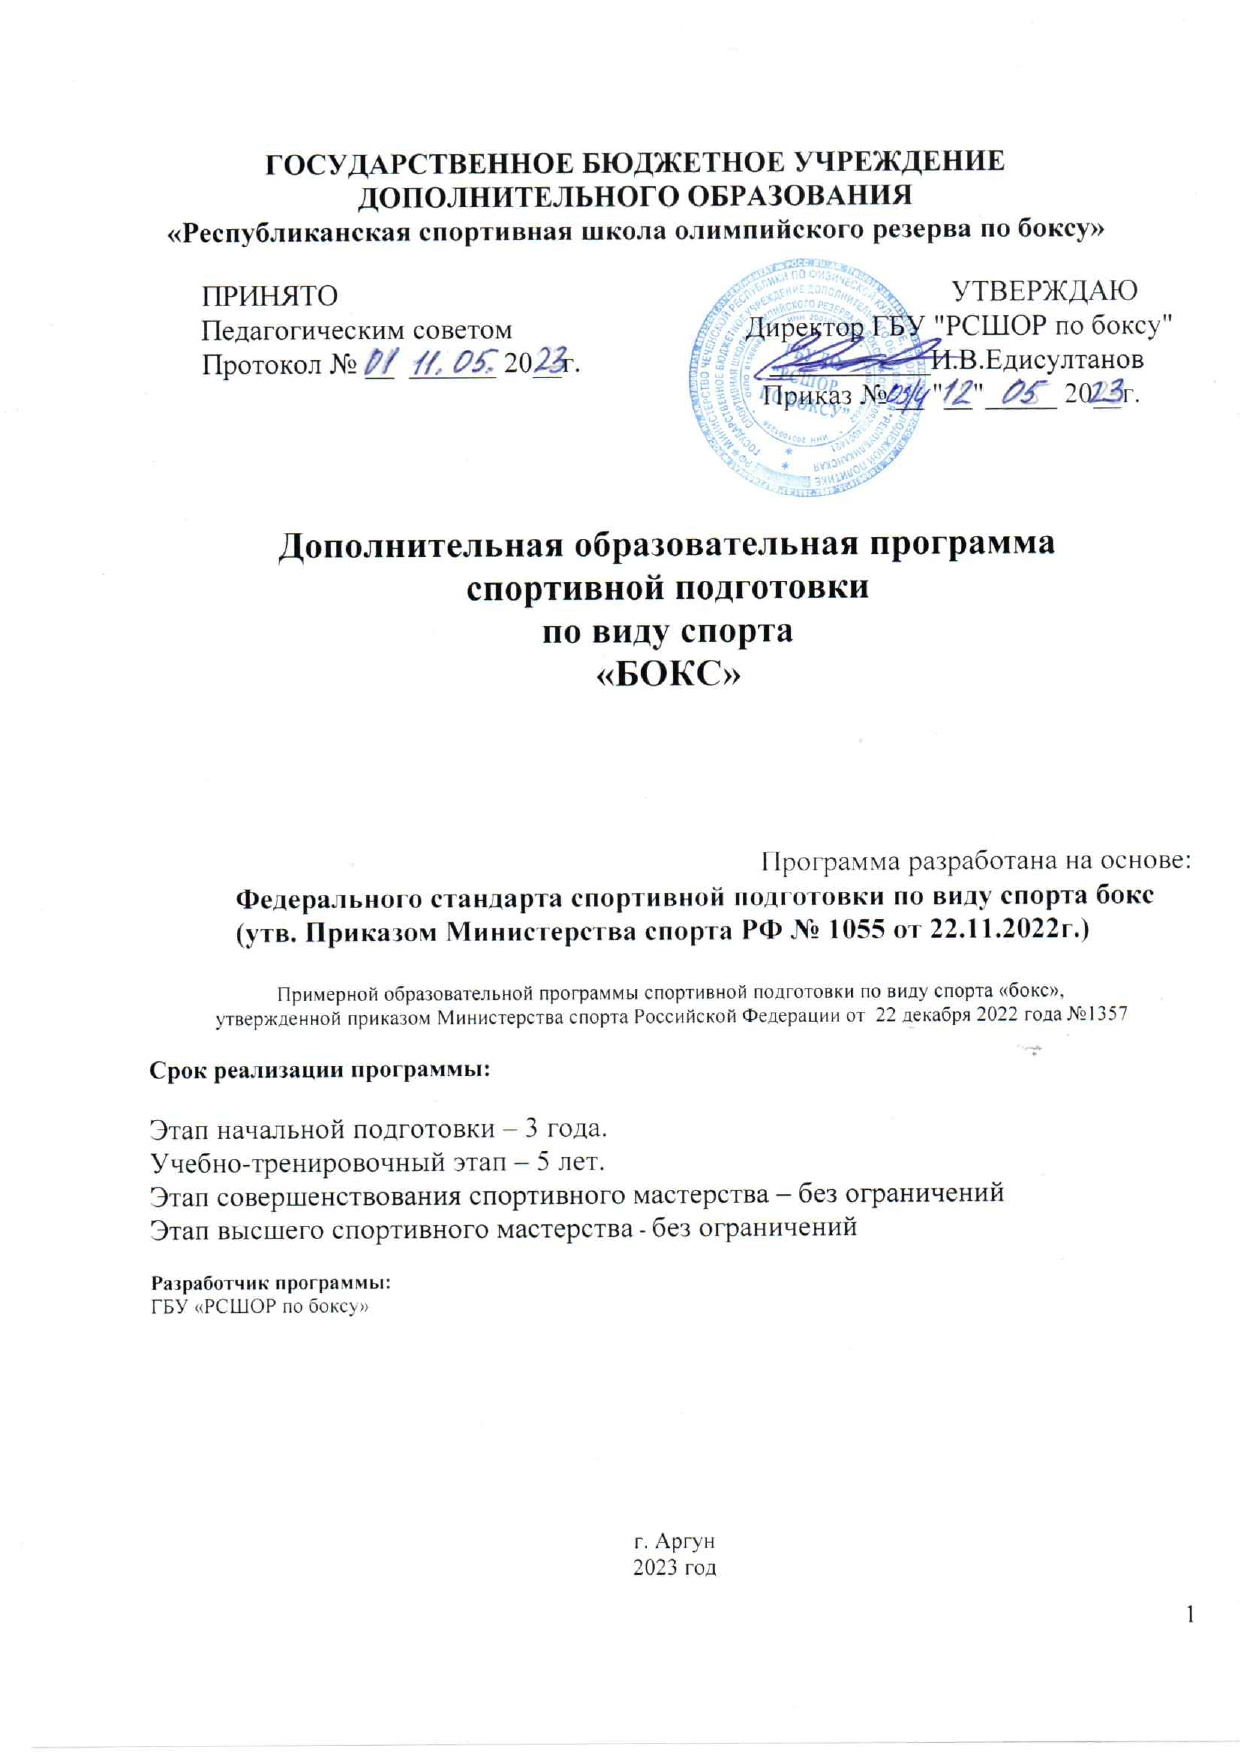 ГОСУДАРСТВЕННОЕ БЮДЖЕТНОЕ УЧРЕЖДЕНИЕ
ДОПОЛНИТЕЛЬНОГО ОБРАЗОВАНИЯ
«Республиканская спортивная школа олимпийского резерва по боксу»
ПРИНЯТО
Педагогическим советом
Протокол № 01 11.05. 2023г.
УТВЕРЖДАЮ
Директор ГБУ "РСШОР по боксу"
И.В.Едисултанов
Приказ № "12" 05 2023г.
Дополнительная образовательная программа
спортивной подготовки
по виду спорта
«БОКС»
Программа разработана на основе:
Федерального стандарта спортивной подготовки по виду спорта бокс
(утв. Приказом Министерства спорта РФ № 1055 от 22.11.2022г.)
Примерной образовательной программы спортивной подготовки по виду спорта «бокс»,
утвержденной приказом Министерства спорта Российской Федерации от 22 декабря 2022 года №1357
Срок реализации программы:
Этап начальной подготовки – 3 года.
Учебно-тренировочный этап – 5 лет.
Этап совершенствования спортивного мастерства – без ограничений
Этап высшего спортивного мастерства - без ограничений
Разработчик программы:
ГБУ «РСШОР по боксу»
г. Аргун
2023 год
1